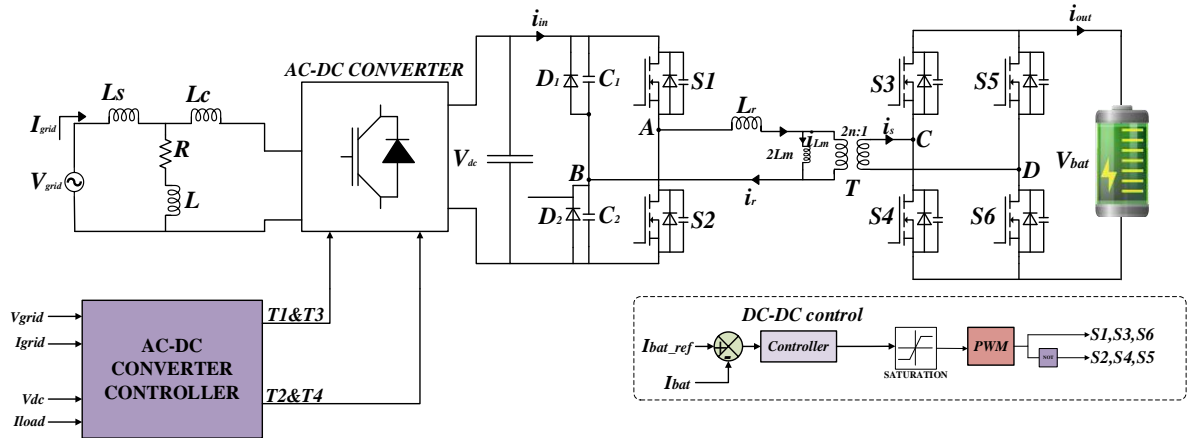 AC-DC CONVERTER
Ls
Lc
Igrid
R
L
Vgrid
Vdc
iin
D1
C1
S1
A
B
D2
C2
S2
Lr
2Lm
iLm
2n:1
T
ir
is
S3
S5
C
D
S4
S6
iout
Vbat
Vgrid
Igrid
Vdc
Iload
AC-DC
CONVERTER
CONTROLLER
T1&T3
T2&T4
DC-DC control
Ibat_ref
Ibat
Controller
SATURATION
PWM
NOT
S1,S3,S6
S2,S4,S5